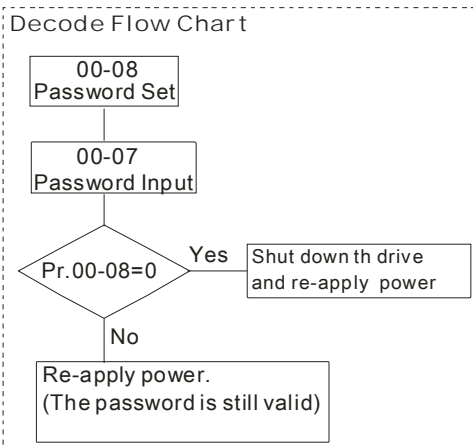 Decode Flow Chart
00-08
Password Set
00-07
Password Input
Pr.00-08=0
Yes
Shut down th drive
and re-apply power
No
Re-apply power.
(The password is still valid)